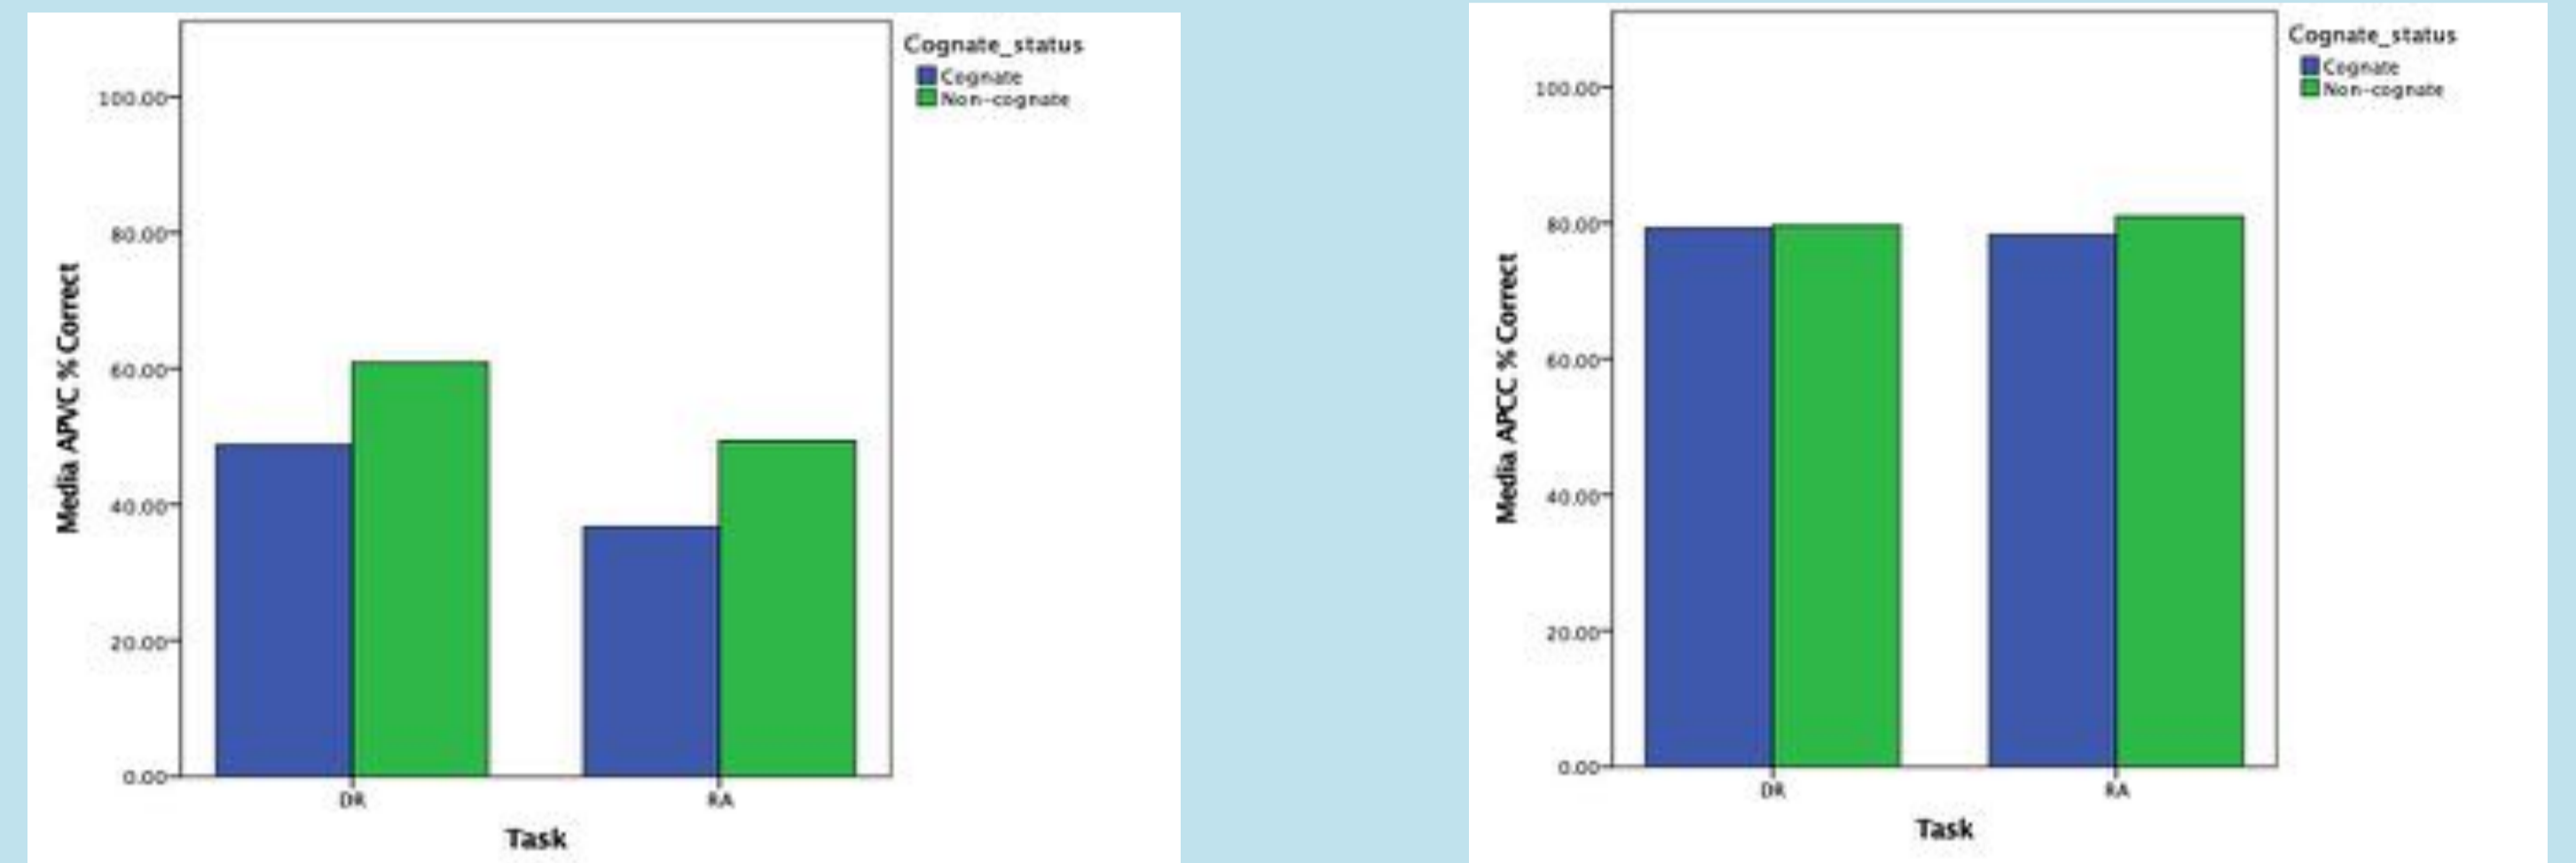 Cognate_status
Cognate
Non-cognate
100.00
80.00
60.00
40.00
20.00
0.00
Media APVC % Correct
DR
RA
Task
Cognate_status
Cognate
Non-cognate
100.00
80.00
60.00
40.00
20.00
0.00
Media APCC % Correct
DR
RA
Task